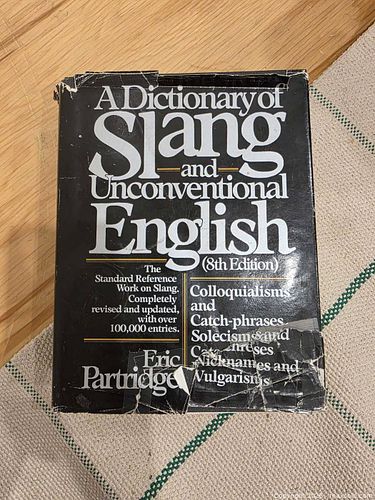 A Dictionary of
Slang
and
Unconventional
English
(8th Edition)
The
Standard Reference
Work on Slang,
Completely
revised and updated,
with over
100,000 entries.
Eric
Partridge
Colloquialisms
and
Catch-phrases
Solecisms and
Nicknames and
Vulgarisms